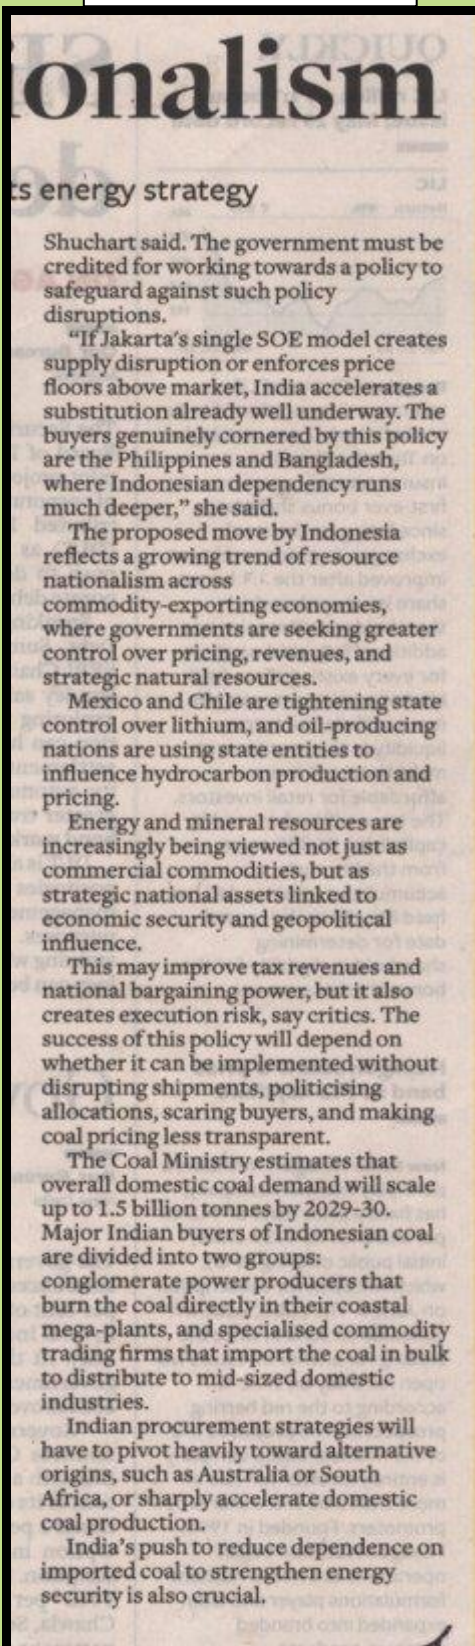 ionalism
ts energy strategy
Shuchart said. The government must be
credited for working towards a policy to
safeguard against such policy
disruptions.
“If Jakarta’s single SOE model creates
supply disruption or enforces price
floors above market, India accelerates a
substitution already well underway. The
buyers genuinely cornered by this policy
are the Philippines and Bangladesh,
where Indonesian dependency runs
much deeper,” she said.
The proposed move by Indonesia
reflects a growing trend of resource
nationalism across
commodity-exporting economies,
where governments are seeking greater
control over pricing, revenues, and
strategic natural resources.
Mexico and Chile are tightening state
control over lithium, and oil-producing
nations are using state entities to
influence hydrocarbon production and
pricing.
Energy and mineral resources are
increasingly being viewed not just as
commercial commodities, but as
strategic national assets linked to
economic security and geopolitical
influence.
This may improve tax revenues and
national bargaining power, but it also
creates execution risk, say critics. The
success of this policy will depend on
whether it can be implemented without
disrupting shipments, politicising
allocations, scaring buyers, and making
coal pricing less transparent.
The Coal Ministry estimates that
overall domestic coal demand will scale
up to 1.5 billion tonnes by 2029-30.
Major Indian buyers of Indonesian coal
are divided into two groups:
conglomerate power producers that
burn the coal directly in their coastal
mega-plants, and specialised commodity
trading firms that import the coal in bulk
to distribute to mid-sized domestic
industries.
Indian procurement strategies will
have to pivot heavily toward alternative
origins, such as Australia or South
Africa, or sharply accelerate domestic
coal production.
India’s push to reduce dependence on
imported coal to strengthen energy
security is also crucial.